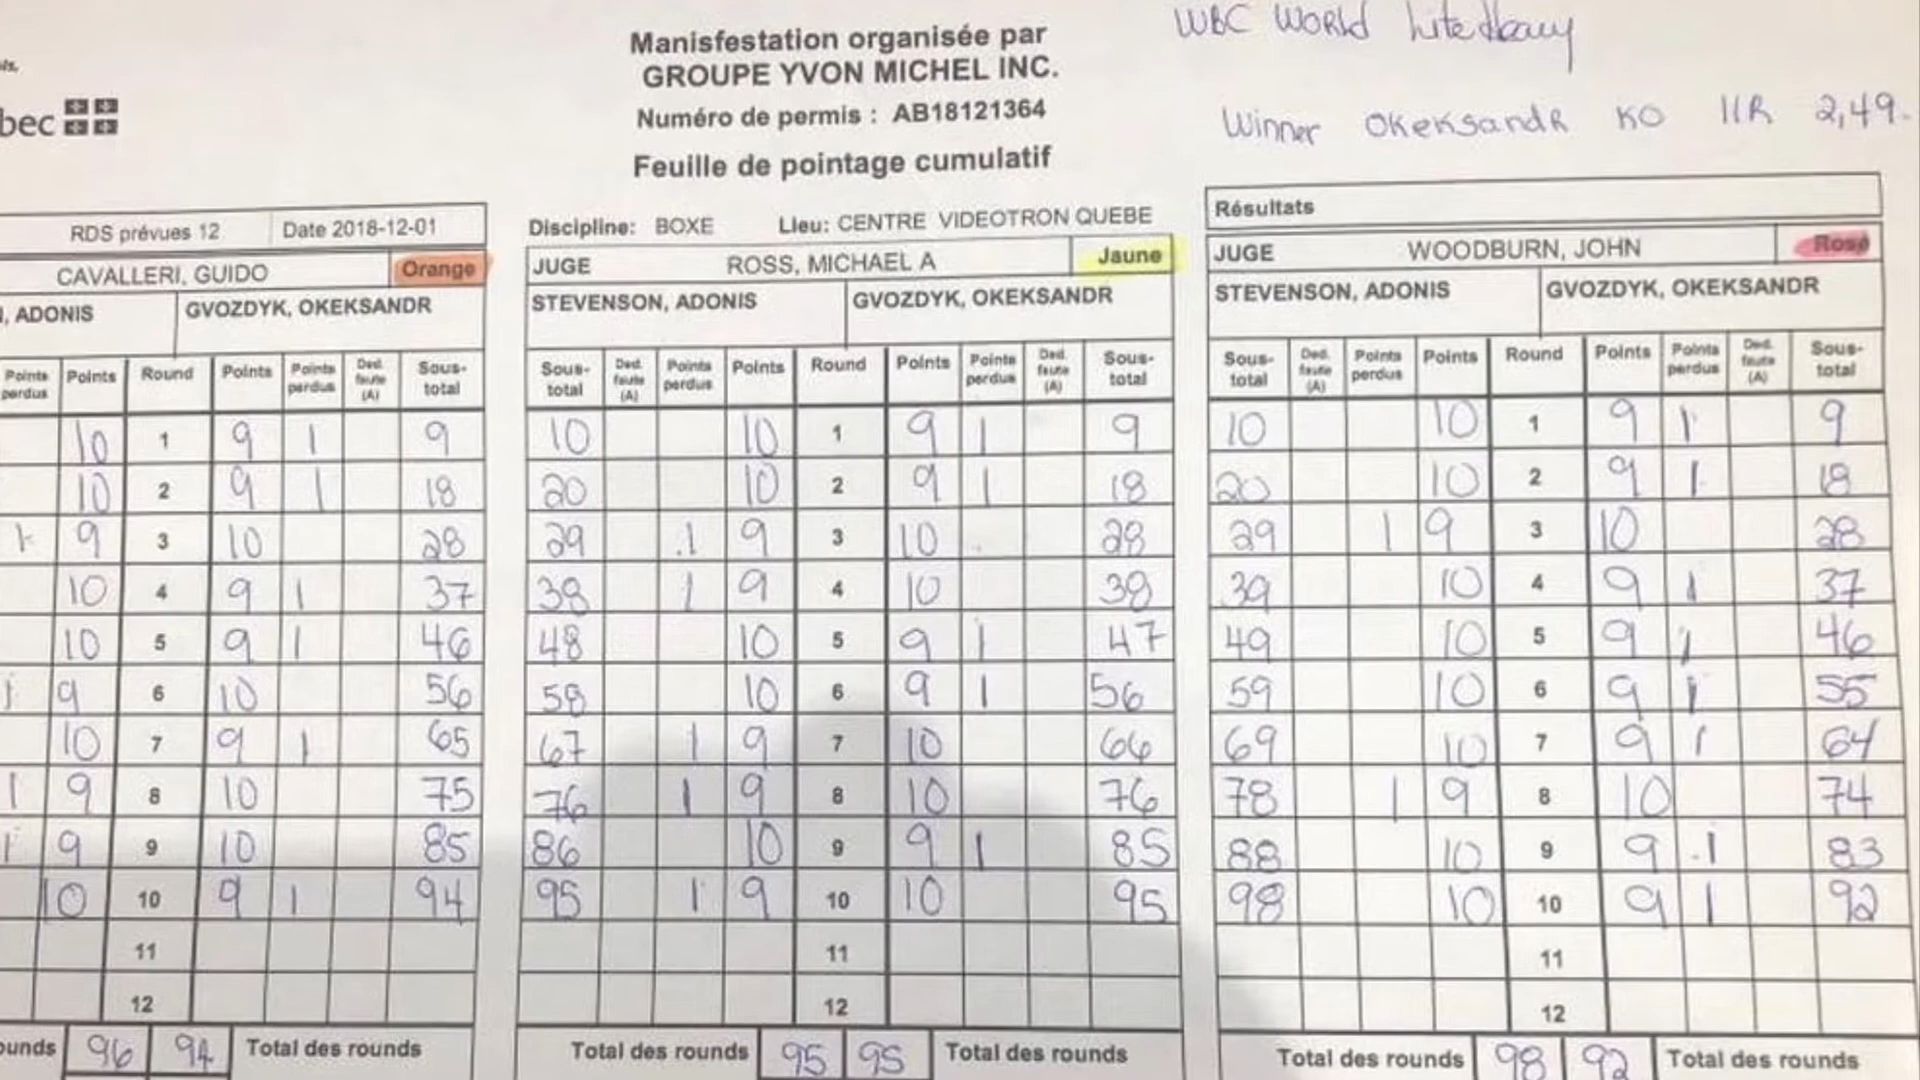 Manisfestation organisée par
GROUPE YVON MICHEL INC.
Numéro de permis : AB18121364
Feuille de pointage cumulatif
WBC WORld Liteheavy
Winner OKeKsandR KO 11R 2,49.
bec
RDS prévues 12 Date 2018-12-01
Discipline: BOXE Lieu: CENTRE VIDEOTRON QUEBE
Résultats
CAVALLERI, GUIDO Orange
, ADONIS GVOZDYK, OKEKSANDR
Points perdus Points Round Points Points perdus Ded. faute (A) Sous-total
10 1 9 1 9
10 2 9 1 18
1 9 3 10 28
10 4 9 1 37
10 5 9 1 46
1 9 6 10 56
10 7 9 1 65
1 9 8 10 75
1 9 9 10 85
10 10 9 1 94
11
12
ounds 96 94 Total des rounds
JUGE ROSS, MICHAEL A Jaune
STEVENSON, ADONIS GVOZDYK, OKEKSANDR
Sous-total Ded. faute (A) Points perdus Points Round Points Points perdus Ded. faute (A) Sous-total
10 10 1 9 1 9
20 10 2 9 1 18
29 1 9 3 10 28
38 1 9 4 10 38
48 10 5 9 1 47
58 10 6 9 1 56
67 1 9 7 10 66
76 1 9 8 10 76
86 10 9 9 1 85
95 1 9 10 10 95
11
12
Total des rounds 95 95 Total des rounds
JUGE WOODBURN, JOHN Rosé
STEVENSON, ADONIS GVOZDYK, OKEKSANDR
Sous-total Ded. faute (A) Points perdus Points Round Points Points perdus Ded. faute (A) Sous-total
10 10 1 9 1 9
20 10 2 9 1 18
29 1 9 3 10 28
39 10 4 9 1 37
49 10 5 9 1 46
59 10 6 9 1 55
69 10 7 9 1 64
78 1 9 8 10 74
88 10 9 9 1 83
98 10 10 9 1 92
11
12
Total des rounds 98 92 Total des rounds